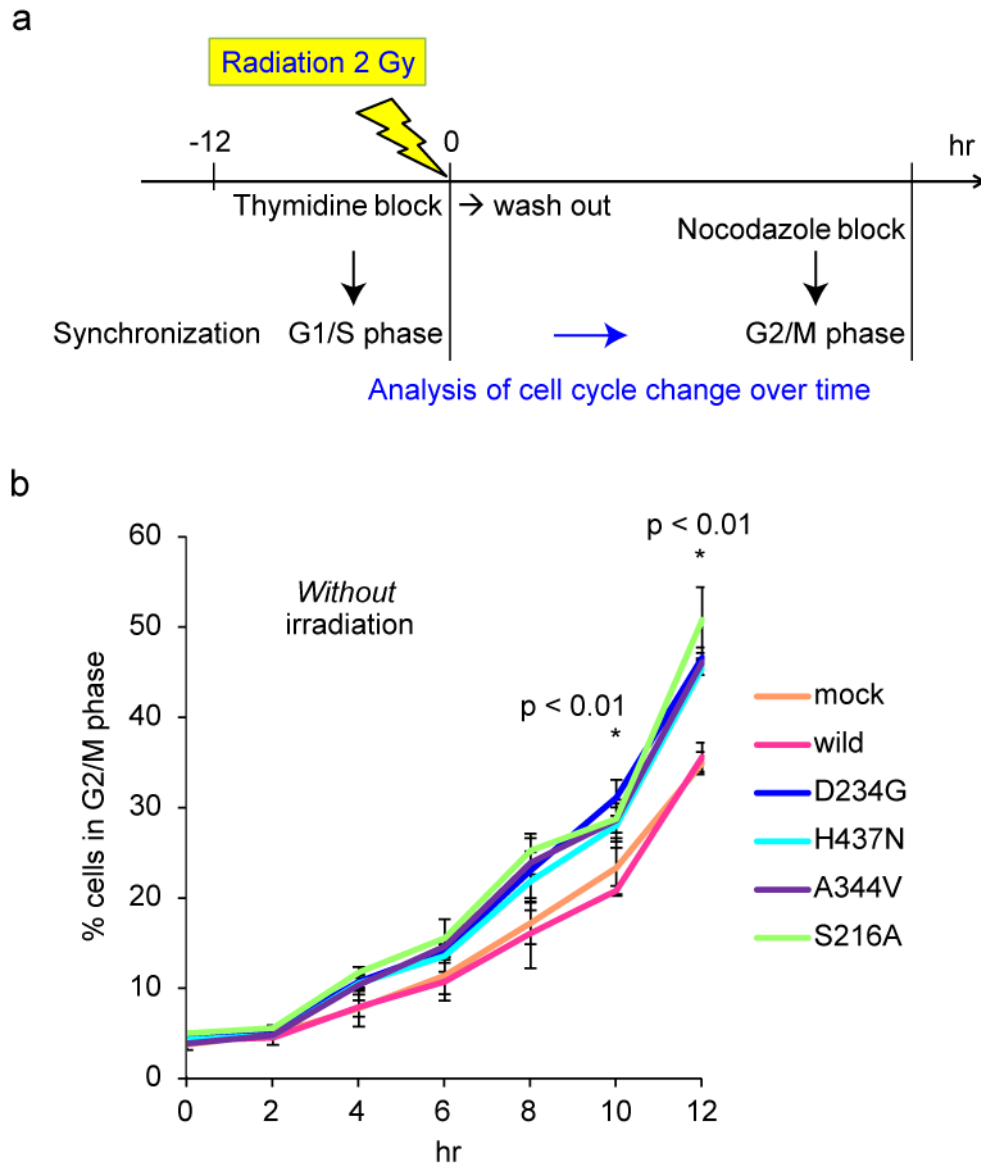 a
Radiation 2 Gy
-12
0
hr
Thymidine block → wash out
Nocodazole block
Synchronization
G1/S phase
G2/M phase
Analysis of cell cycle change over time
b
% cells in G2/M phase
60
50
40
30
20
10
0
Without
irradiation
p < 0.01
*
p < 0.01
*
mock
wild
D234G
H437N
A344V
S216A
0 2 4 6 8 10 12
hr